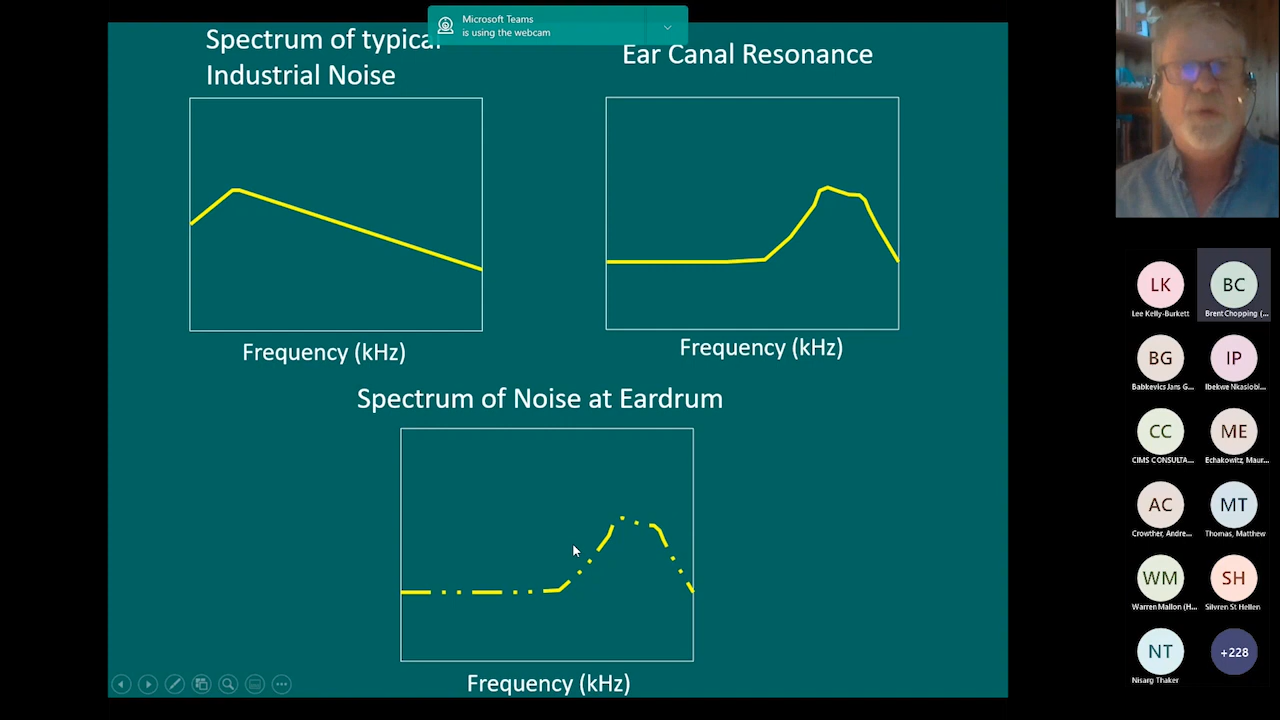 Microsoft Teams
is using the webcam
Spectrum of typical
Industrial Noise
Ear Canal Resonance
Frequency (kHz)
Frequency (kHz)
Spectrum of Noise at Eardrum
Frequency (kHz)
LK
Lee Kelly-Burkett
BC
Brent Chopping (...
BG
Babkevics Jans G...
IP
Ibekwe Nkasiobi...
CC
CIMS CONSULTA...
ME
Echakowitz, Maur...
AC
Crowther, Andre...
MT
Thomas, Matthew
WM
Warren Mallon (H...
SH
Silvren St Hellen
NT
Nisarg Thaker
+228